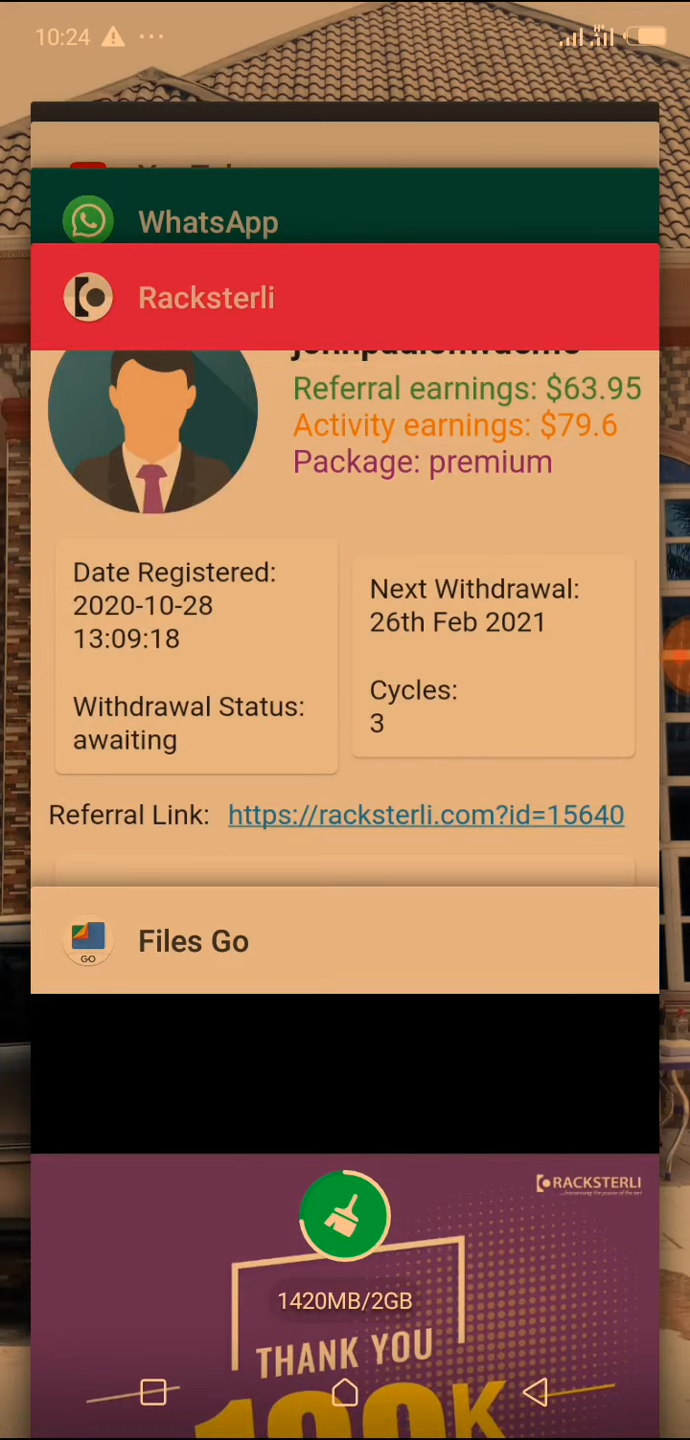 10:24
WhatsApp
Racksterli
Referral earnings: $63.95
Activity earnings: $79.6
Package: premium
Date Registered:
2020-10-28
13:09:18
Withdrawal Status:
awaiting
Next Withdrawal:
26th Feb 2021
Cycles:
3
Referral Link: https://racksterli.com?id=15640
Files Go
GO
RACKSTERLI
1420MB/2GB
THANK YOU
100K